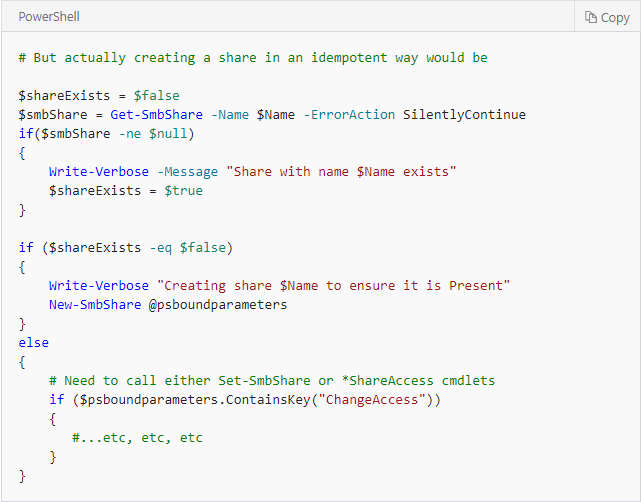 PowerShell
Copy
# But actually creating a share in an idempotent way would be
$shareExists = $false
$smbShare = Get-SmbShare -Name $Name -ErrorAction SilentlyContinue
if($smbShare -ne $null)
{
    Write-Verbose -Message "Share with name $Name exists"
    $shareExists = $true
}
if ($shareExists -eq $false)
{
    Write-Verbose "Creating share $Name to ensure it is Present"
    New-SmbShare @psboundparameters
}
else
{
    # Need to call either Set-SmbShare or *ShareAccess cmdlets
    if ($psboundparameters.ContainsKey("ChangeAccess"))
    {
       #...etc, etc, etc
    }
}